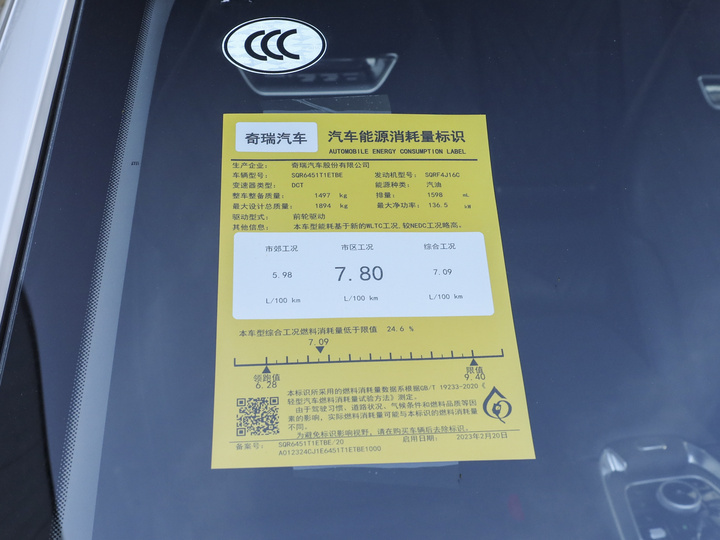 CCC
奇瑞汽车 汽车能源消耗量标识
AUTOMOBILE ENERGY CONSUMPTION LABEL
生产企业: 奇瑞汽车股份有限公司
车辆型号: SQR6451T1ETBE 发动机型号: SQRF4J16C
变速器类型: DCT 能源种类: 汽油
整车整备质量: 1497 kg 排量: 1598 mL
最大设计总质量: 1894 kg 最大净功率: 136.5 kW
驱动型式: 前轮驱动
其他信息: 本车型能耗基于新的WLTC工况,较NEDC工况略高。
市郊工况 市区工况 综合工况
5.98 7.80 7.09
L/100 km L/100 km L/100 km
本车型综合工况燃料消耗量低于限值 24.6 %
7.09
领跑值 限值
6.28 9.40
本标识所采用的燃料消耗量数据系根据GB/T 19233-2020《
轻型汽车燃料消耗量试验方法》测定。
由于驾驶习惯、道路状况、气候条件和燃料品质等因
素的影响,实际燃料消耗量可能与本标识的燃料消耗量
不同。
为避免标识影响视野,请在购买车辆后去除标识。
备案号: SQR6451T1ETBE/20 启用日期: 2023年2月20日
A012324CJ1E6451T1ETBE1000